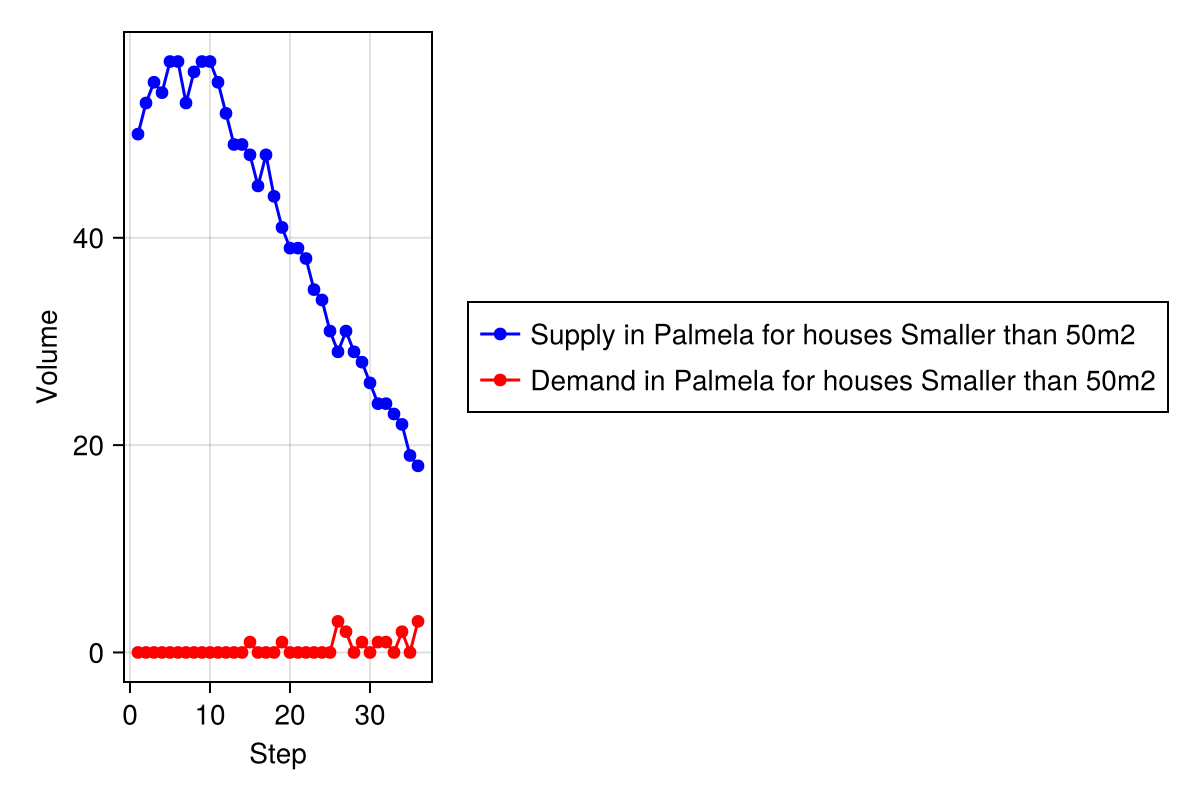 Volume
40
20
0
0 10 20 30
Step
Supply in Palmela for houses Smaller than 50m2
Demand in Palmela for houses Smaller than 50m2